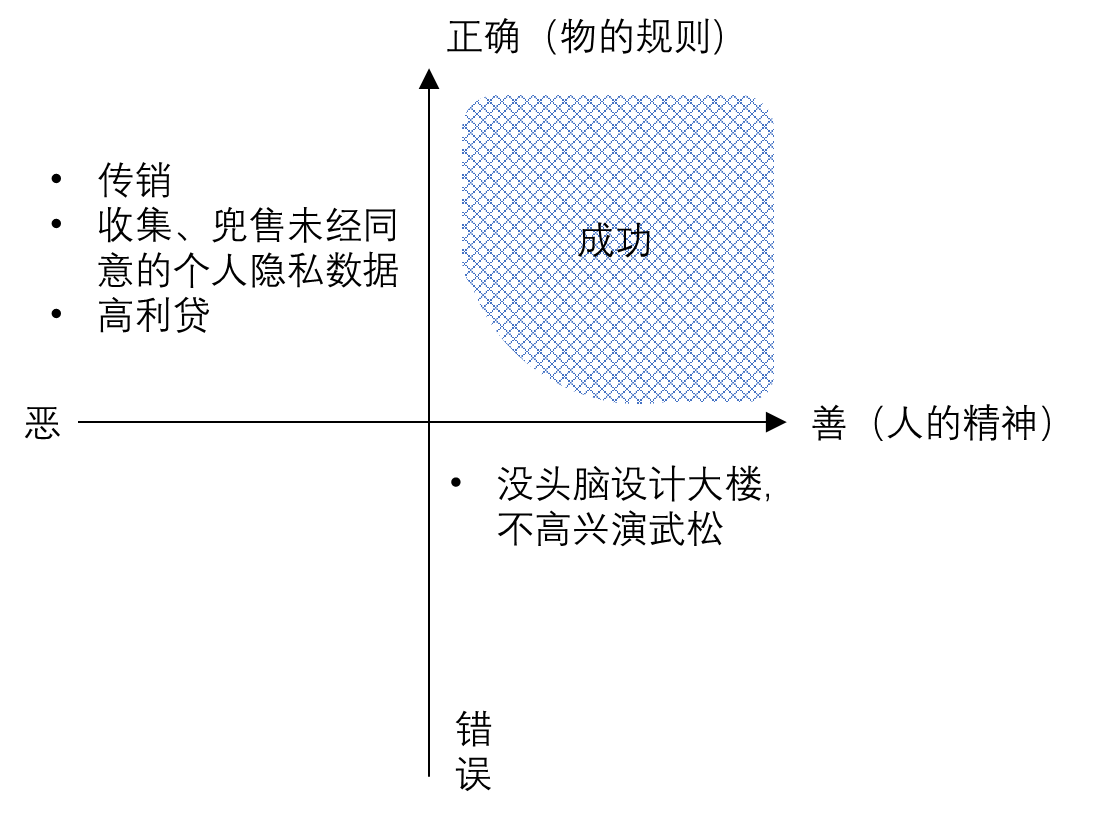 正确（物的规则）
• 传销
• 收集、兜售未经同
意的个人隐私数据
• 高利贷
成功
恶
善（人的精神）
• 没头脑设计大楼,
不高兴演武松
错
误